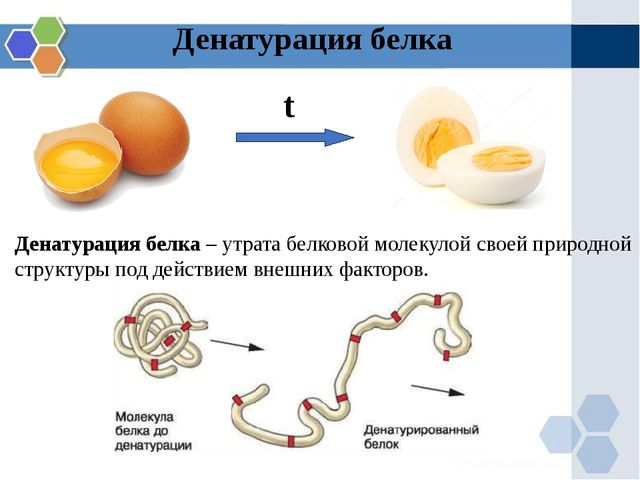 Денатурация белка
t
Денатурация белка – утрата белковой молекулой своей природной
структуры под действием внешних факторов.
Молекула
белка до
денатурации
Денатурированный
белок